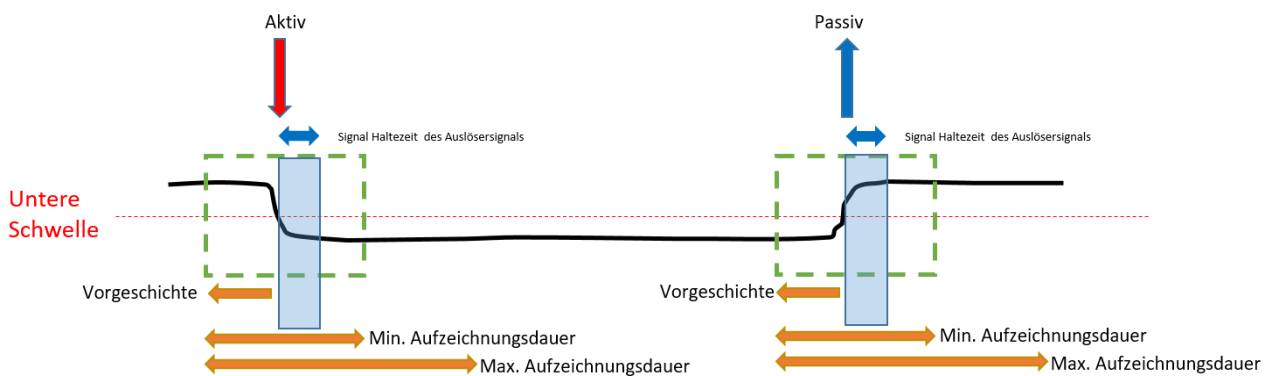 Aktiv
Passiv
Signal Haltezeit des Auslösersignals
Signal Haltezeit des Auslösersignals
Untere
Schwelle
Vorgeschichte
Vorgeschichte
Min. Aufzeichnungsdauer
Min. Aufzeichnungsdauer
Max. Aufzeichnungsdauer
Max. Aufzeichnungsdauer